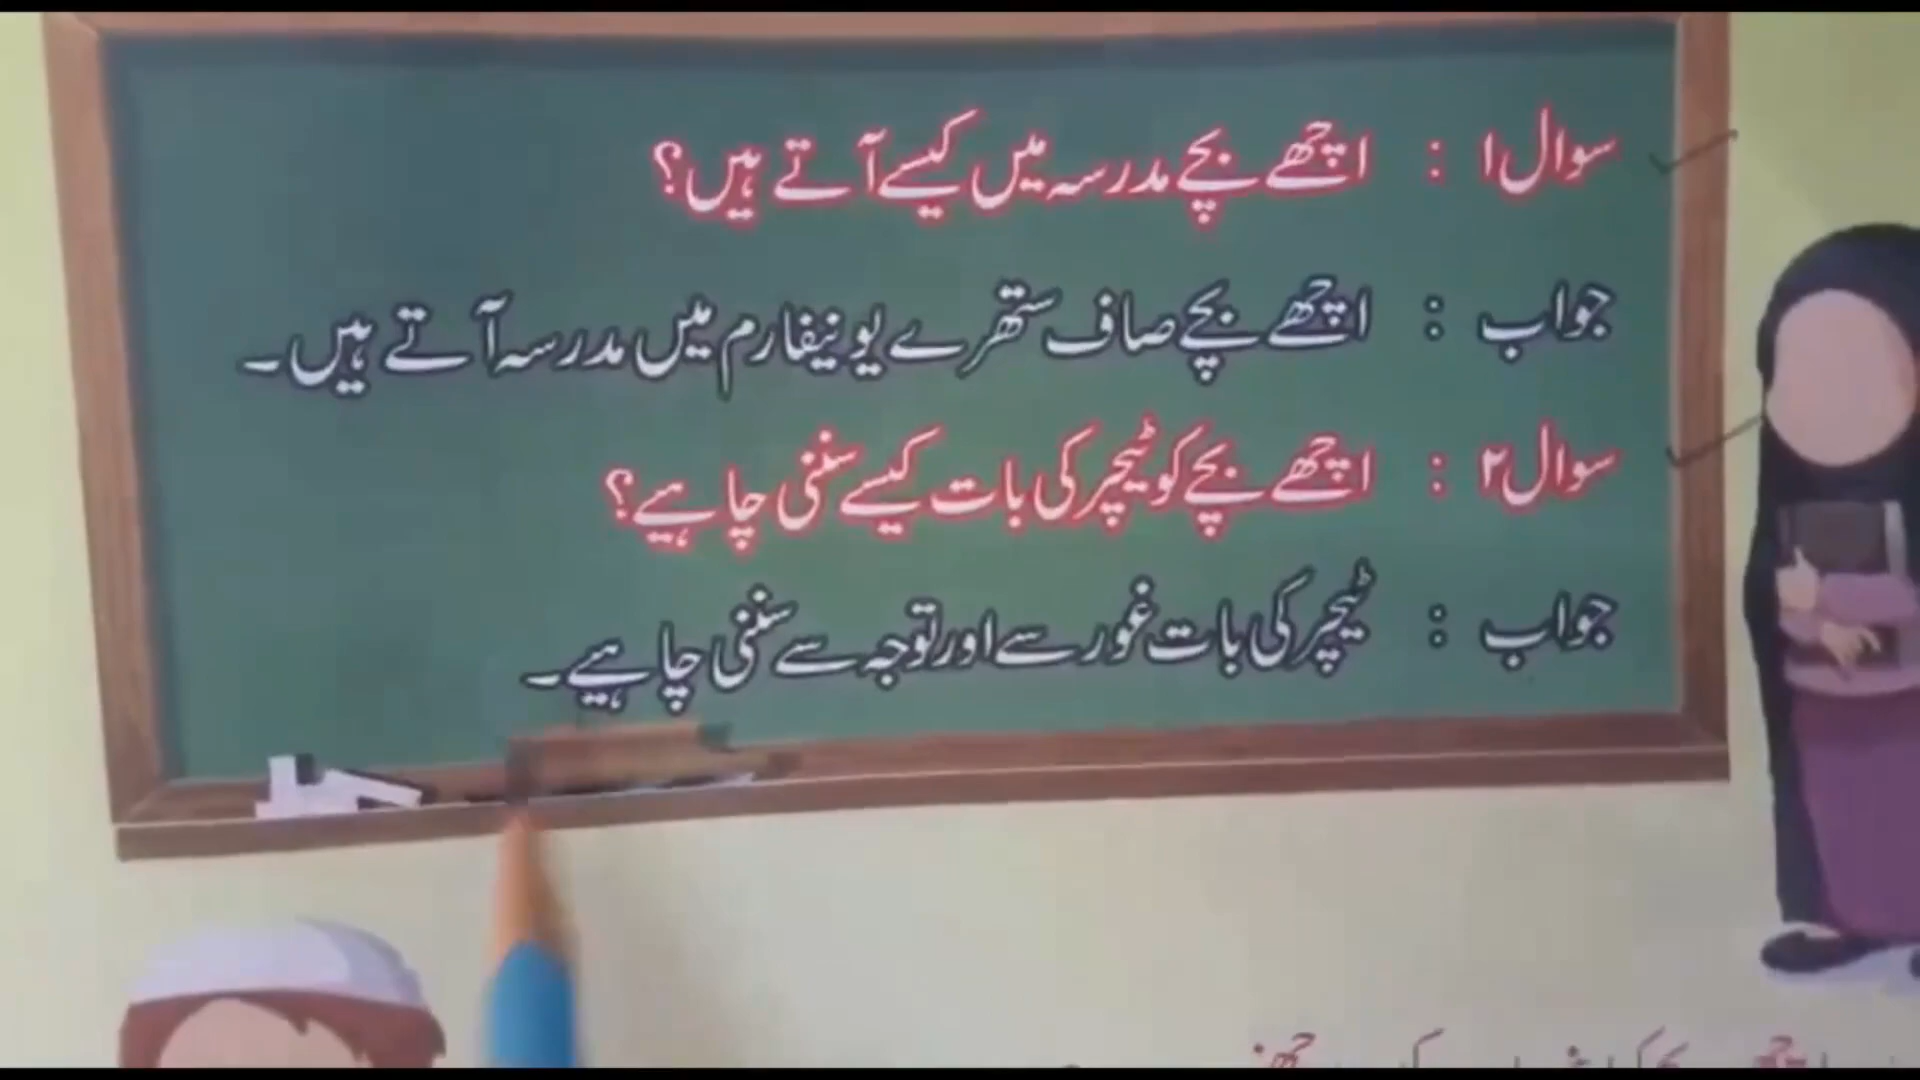 سوال ۱ : اچھے بچے مدرسہ میں کیسے آتے ہیں؟
جواب : اچھے بچے صاف ستھرے یونیفارم میں مدرسہ آتے ہیں۔
سوال ۲ : اچھے بچے کو ٹیچر کی بات کیسے سننی چاہیے؟
جواب : ٹیچر کی بات غور سے اور توجہ سے سننی چاہیے۔